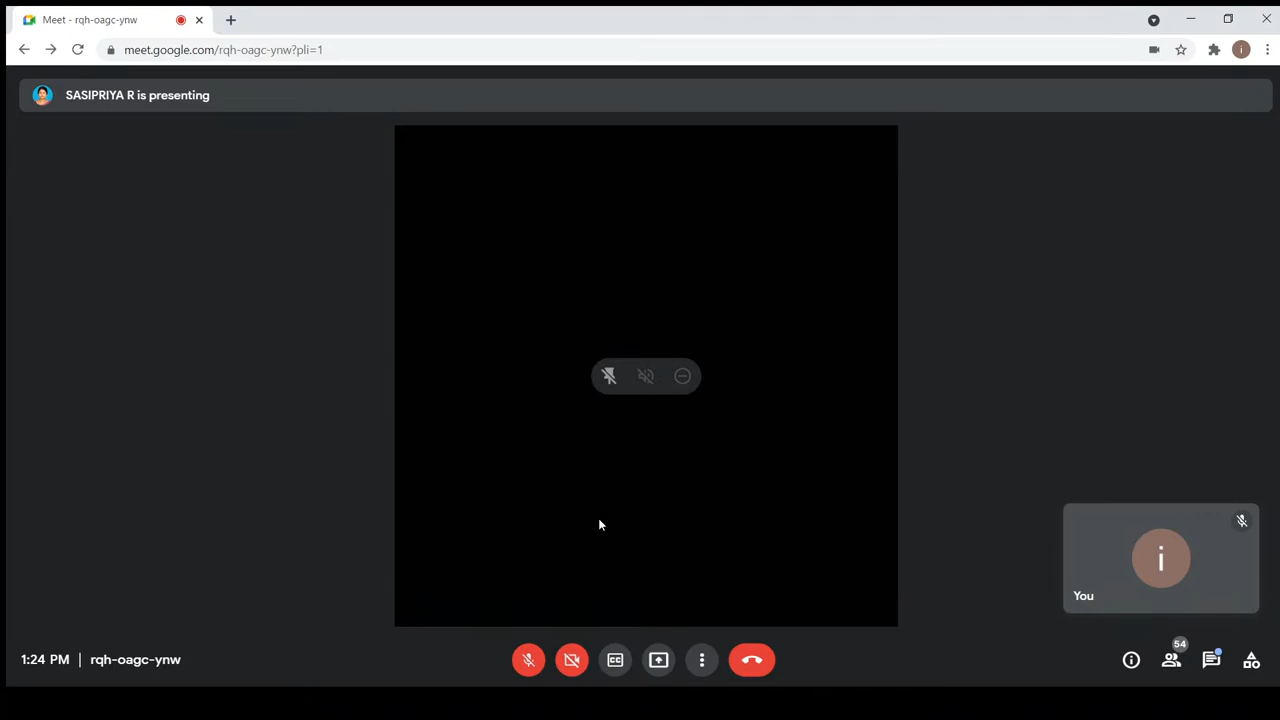 Meet - rqh-oagc-ynw
meet.google.com/rqh-oagc-ynw?pli=1
i
SASIPRIYA R is presenting
i
You
1:24 PM | rqh-oagc-ynw
CC
54